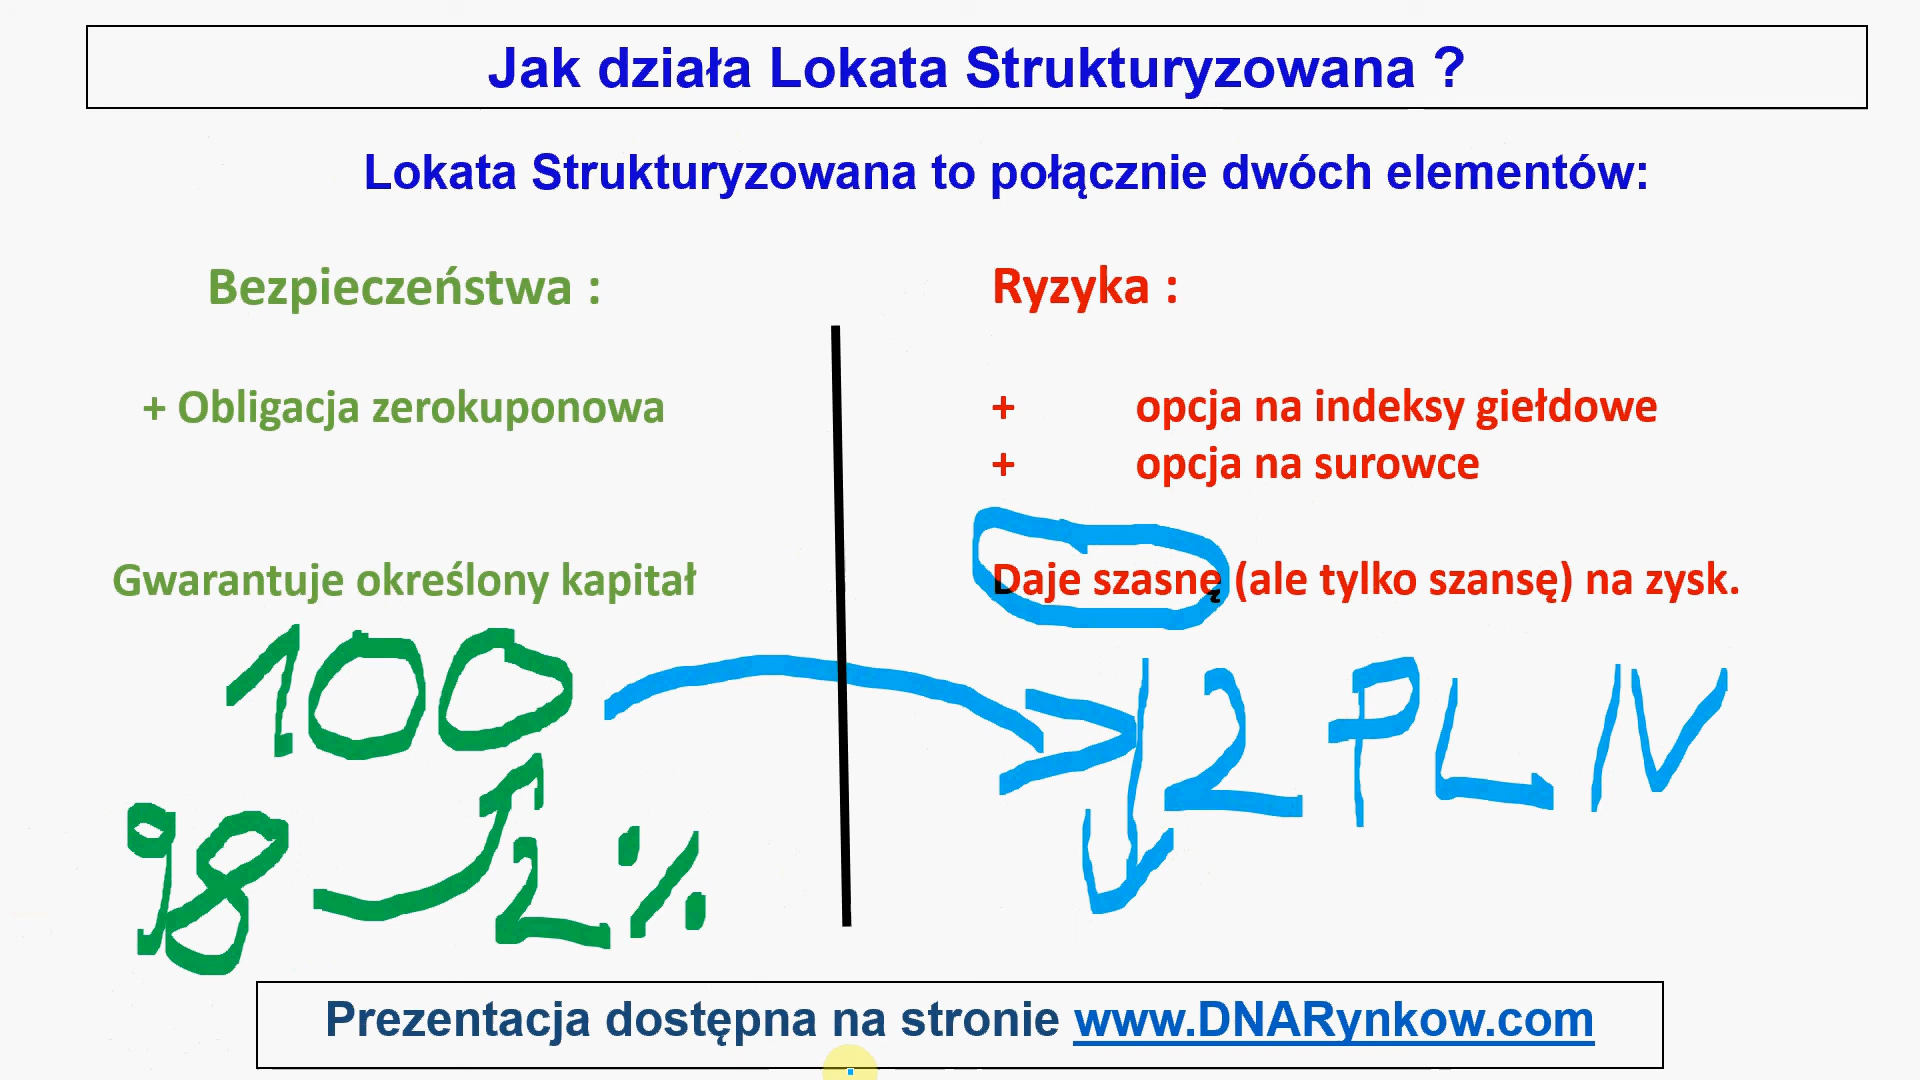 Jak działa Lokata Strukturyzowana ?
Lokata Strukturyzowana to połącznie dwóch elementów:
Bezpieczeństwa :
+ Obligacja zerokuponowa
Gwarantuje określony kapitał
100
98 2%
Ryzyka :
+ opcja na indeksy giełdowe
+ opcja na surowce
Daje szasnę (ale tylko szansę) na zysk.
2 PLN
Prezentacja dostępna na stronie www.DNARynkow.com